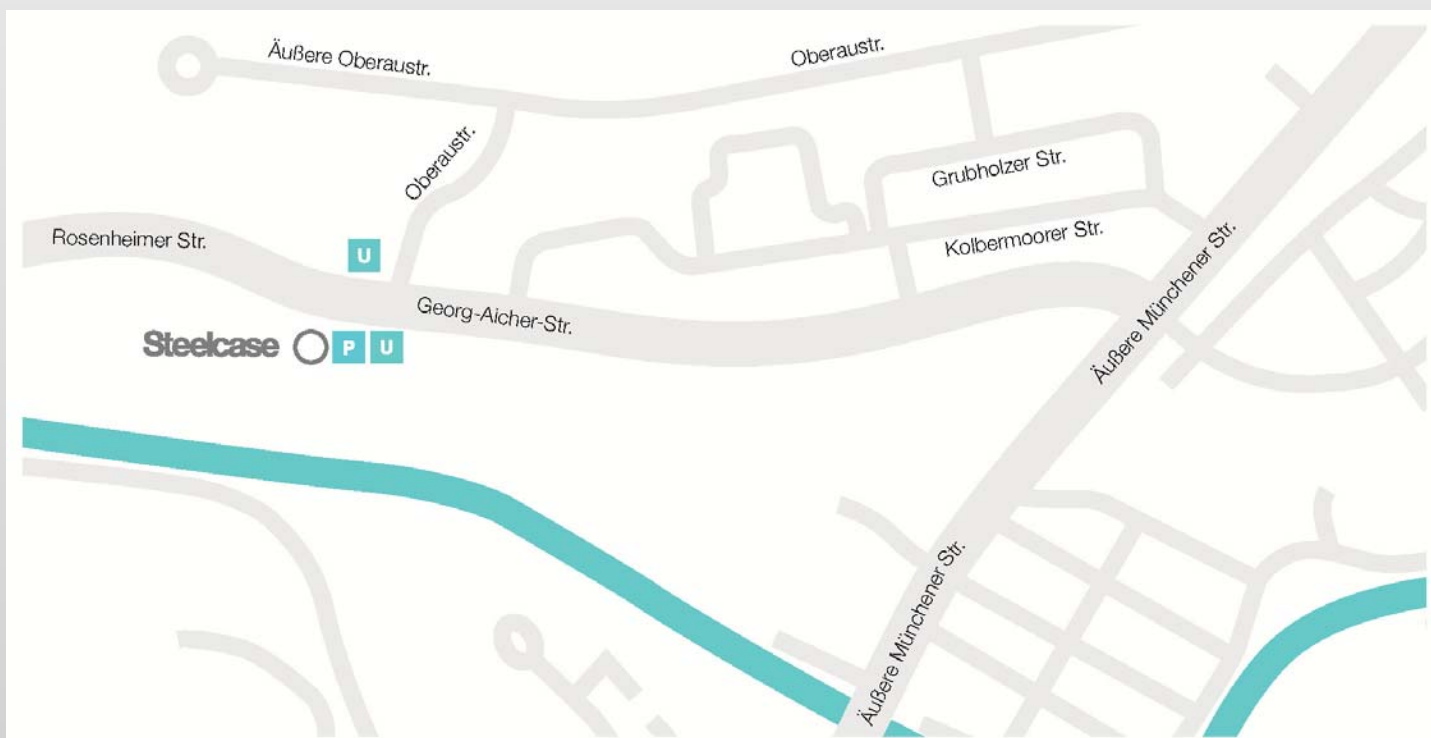 Äußere Oberaustr.
Oberaustr.
Oberaustr.
Grubholzer Str.
Rosenheimer Str.
U
Kolbermoorer Str.
Georg-Aicher-Str.
Äußere Münchener Str.
Steelcase P U
Äußere Münchener Str.